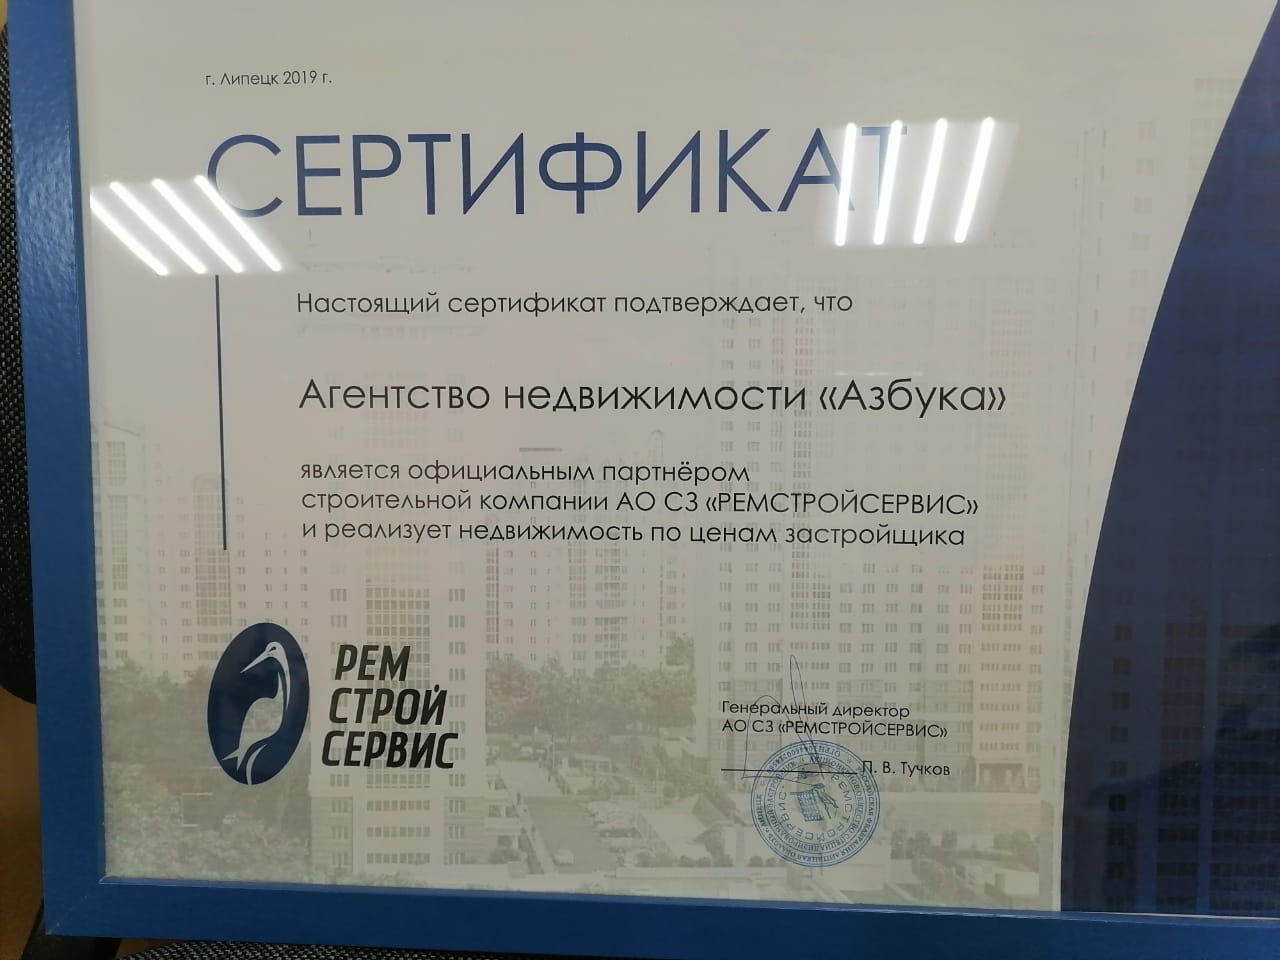 г. Липецк 2019 г.
СЕРТИФИКАТ
Настоящий сертификат подтверждает, что
Агентство недвижимости «Азбука»
является официальным партнёром
строительной компании АО СЗ «РЕМСТРОЙСЕРВИС»
и реализует недвижимость по ценам застройщика
РЕМ
СТРОЙ
СЕРВИС
Генеральный директор
АО СЗ «РЕМСТРОЙСЕРВИС»
П. В. Тучков
РЕМСТРОЙСЕРВИС